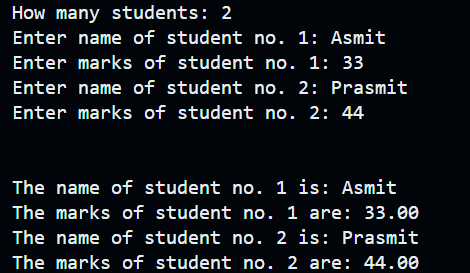 How many students: 2
Enter name of student no. 1: Asmit
Enter marks of student no. 1: 33
Enter name of student no. 2: Prasmit
Enter marks of student no. 2: 44
The name of student no. 1 is: Asmit
The marks of student no. 1 are: 33.00
The name of student no. 2 is: Prasmit
The marks of student no. 2 are: 44.00